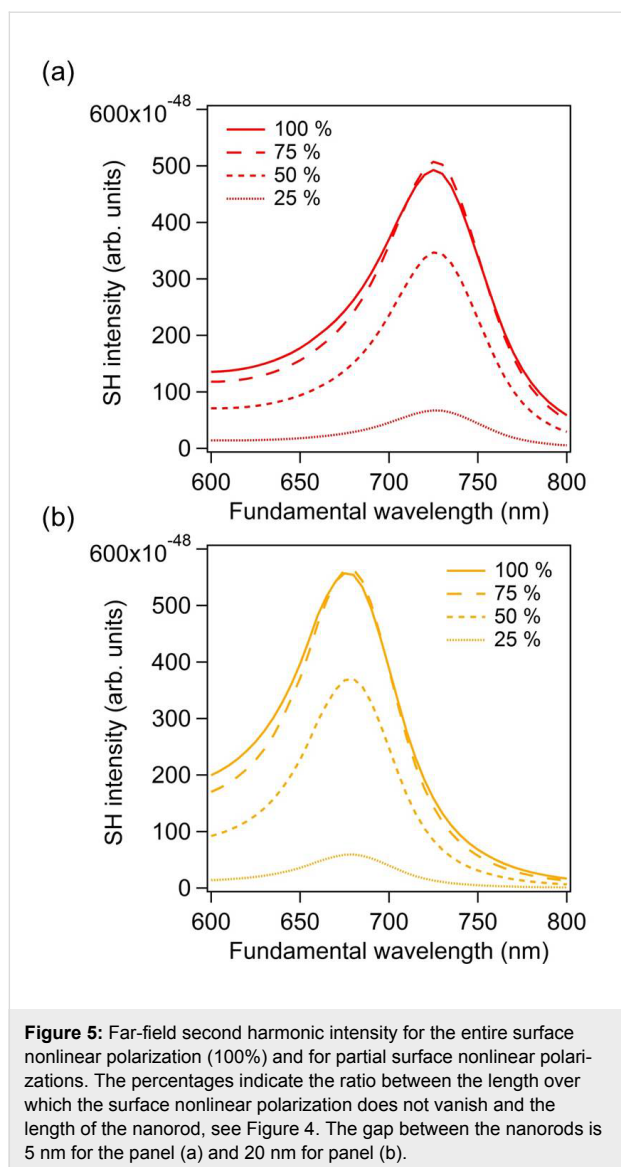 (a)
600x10-48
500
400
300
200
100
0
SH intensity (arb. units)
100 %
75 %
50 %
25 %
600 650 700 750 800
Fundamental wavelength (nm)
(b)
600x10-48
500
400
300
200
100
0
SH intensity (arb. units)
100 %
75 %
50 %
25 %
600 650 700 750 800
Fundamental wavelength (nm)
Figure 5: Far-field second harmonic intensity for the entire surface
nonlinear polarization (100%) and for partial surface nonlinear polari-
zations. The percentages indicate the ratio between the length over
which the surface nonlinear polarization does not vanish and the
length of the nanorod, see Figure 4. The gap between the nanorods is
5 nm for the panel (a) and 20 nm for panel (b).